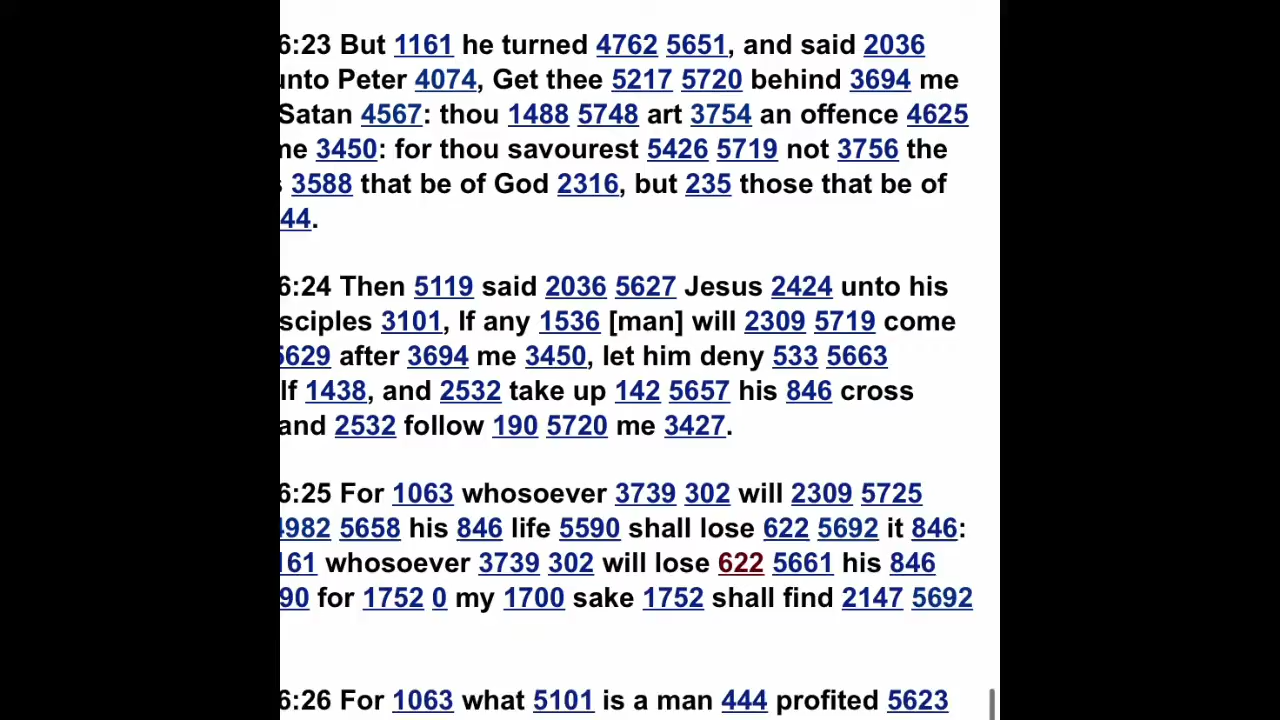 6:23 But 1161 he turned 4762 5651, and said 2036
unto Peter 4074, Get thee 5217 5720 behind 3694 me
Satan 4567: thou 1488 5748 art 3754 an offence 4625
me 3450: for thou savourest 5426 5719 not 3756 the
3588 that be of God 2316, but 235 those that be of
44.
6:24 Then 5119 said 2036 5627 Jesus 2424 unto his
sciples 3101, If any 1536 [man] will 2309 5719 come
5629 after 3694 me 3450, let him deny 533 5663
lf 1438, and 2532 take up 142 5657 his 846 cross
and 2532 follow 190 5720 me 3427.
6:25 For 1063 whosoever 3739 302 will 2309 5725
4982 5658 his 846 life 5590 shall lose 622 5692 it 846:
161 whosoever 3739 302 will lose 622 5661 his 846
90 for 1752 0 my 1700 sake 1752 shall find 2147 5692
6:26 For 1063 what 5101 is a man 444 profited 5623